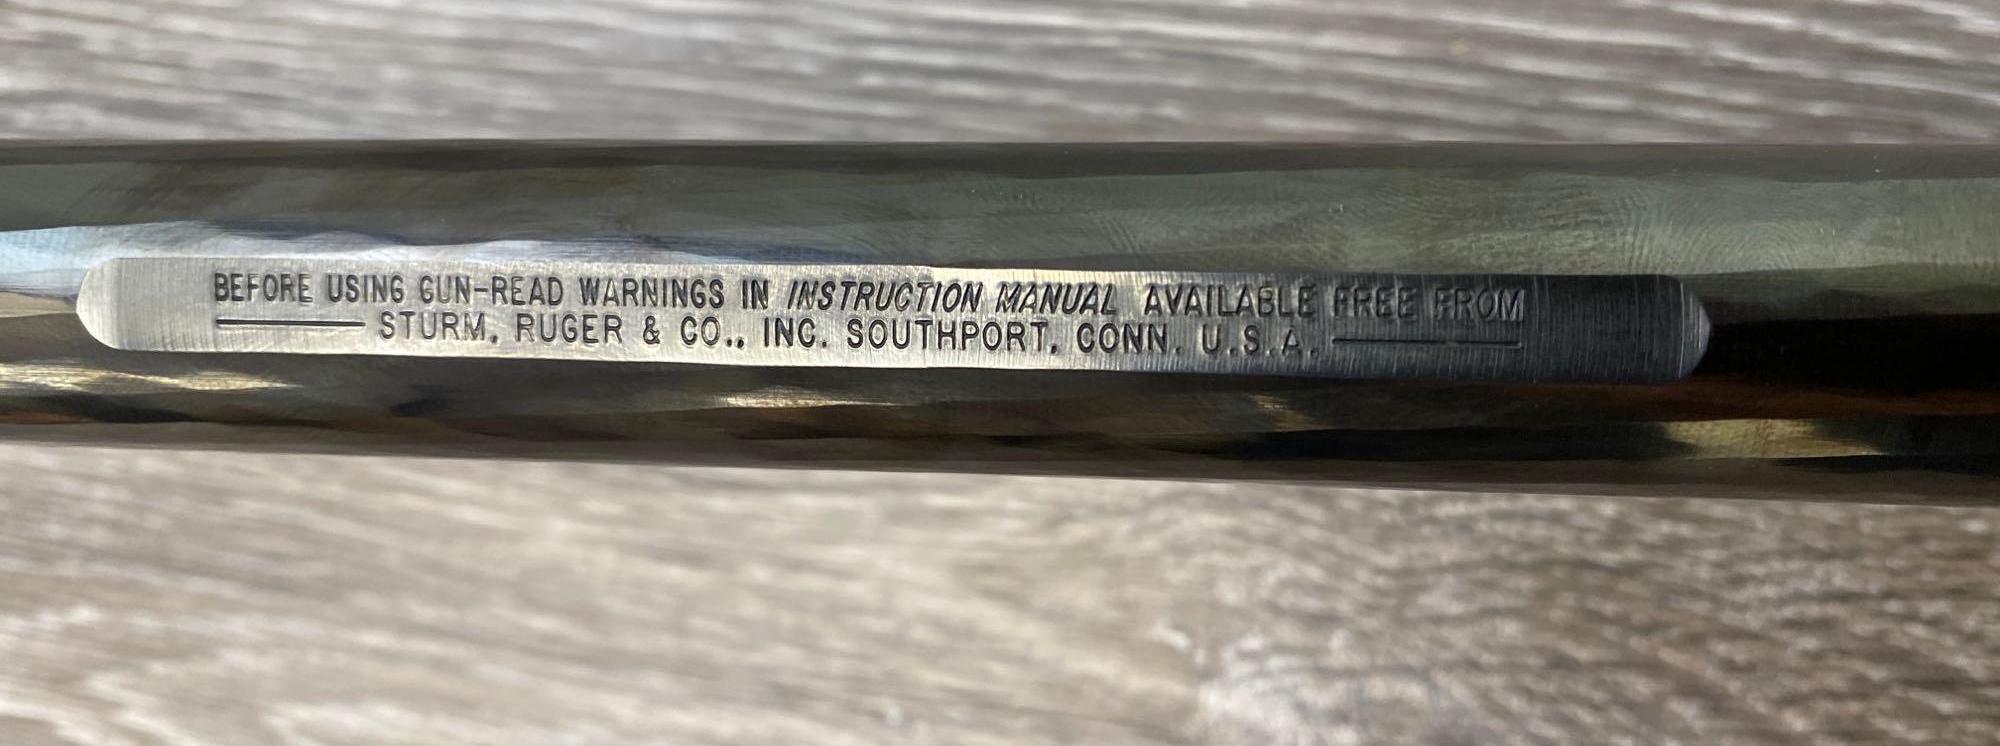 BEFORE USING GUN-READ WARNINGS IN INSTRUCTION MANUAL AVAILABLE FREE FROM
STURM, RUGER & CO., INC. SOUTHPORT, CONN. U.S.A.